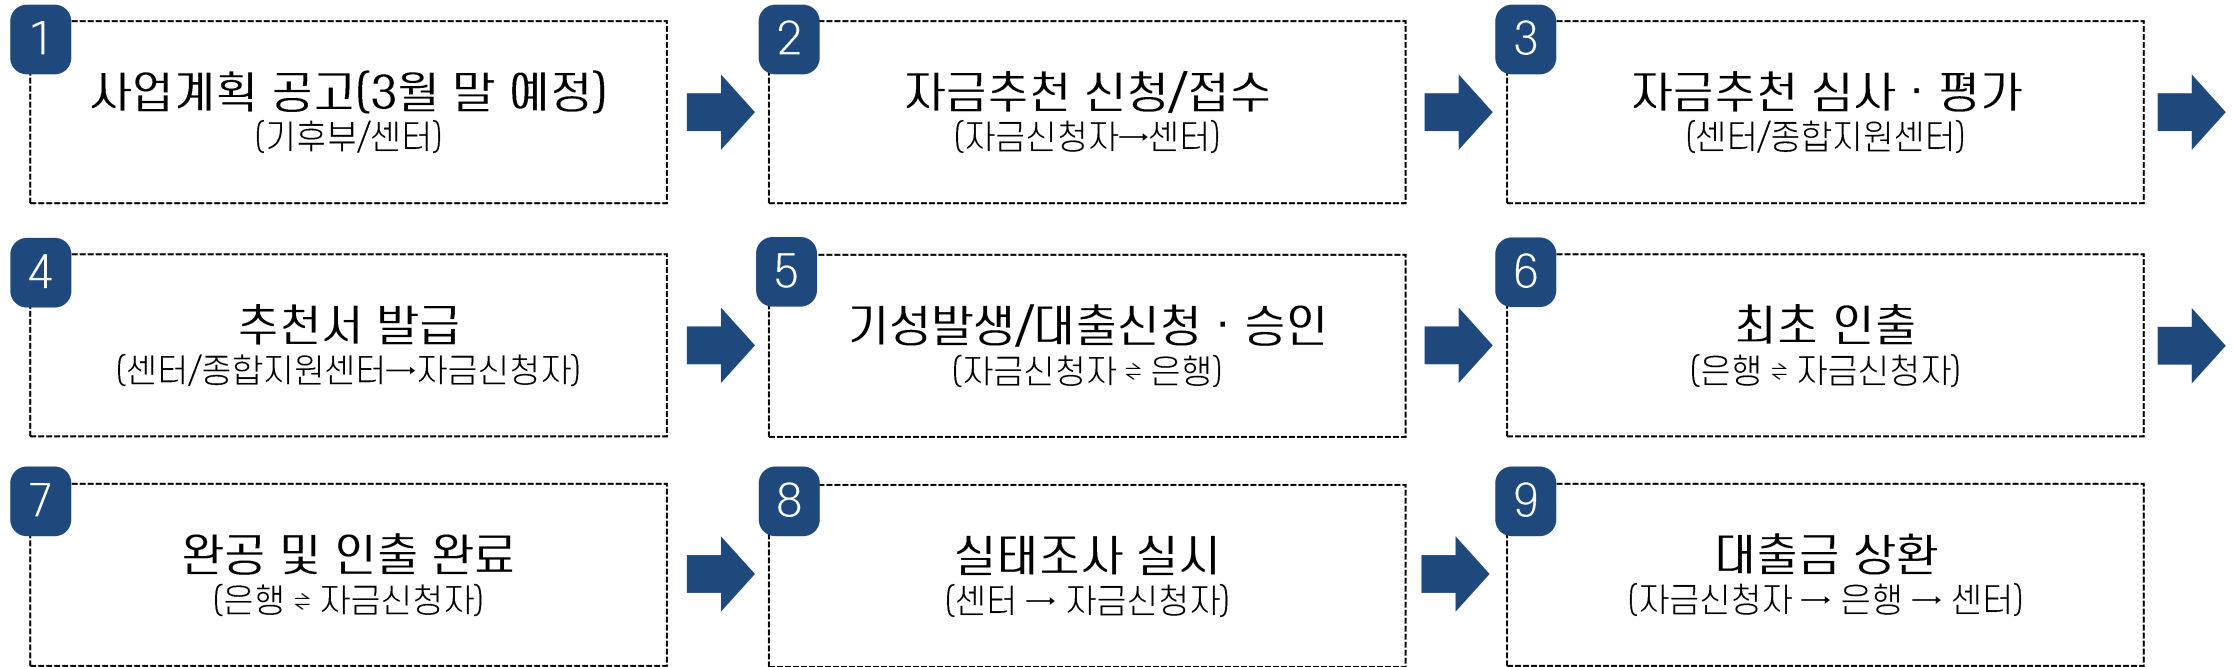 1
사업계획 공고(3월 말 예정)
(기후부/센터)
2
자금추천 신청/접수
(자금신청자→센터)
3
자금추천 심사 · 평가
(센터/종합지원센터)
4
추천서 발급
(센터/종합지원센터→자금신청자)
5
기성발생/대출신청 · 승인
(자금신청자 ⇌ 은행)
6
최초 인출
(은행 ⇌ 자금신청자)
7
완공 및 인출 완료
(은행 ⇌ 자금신청자)
8
실태조사 실시
(센터 → 자금신청자)
9
대출금 상환
(자금신청자 → 은행 → 센터)